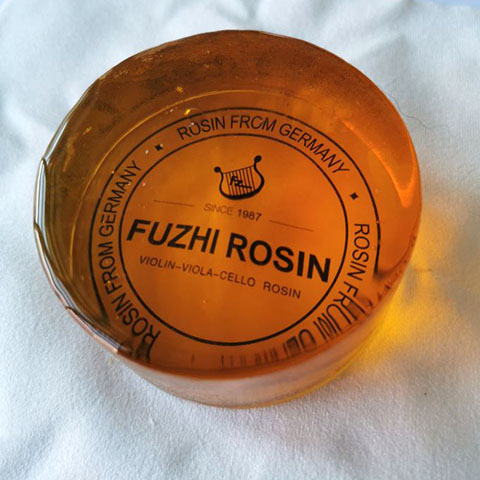 ROSIN FROM GERMANY
ROSIN FROM GERMANY
ROSIN FROM
SINCE 1987
FUZHI ROSIN
VIOLIN-VIOLA-CELLO ROSIN